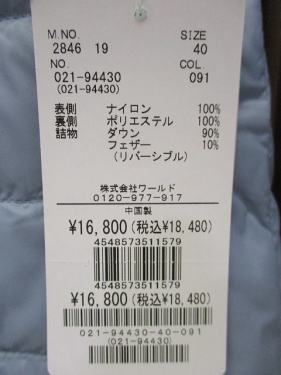 M.NO. SIZE
2846 19 40
NO. COL.
021-94430 091
(021-94430)
表側 ナイロン 100%
裏側 ポリエステル 100%
詰物 ダウン 90%
フェザー 10%
(リバーシブル)
株式会社ワールド
0120-977-917
中国製
¥16,800(税込¥18,480)
4548573511579
4548573511579
¥16,800(税込¥18,480)
021-94430-40-091
(021-94430)